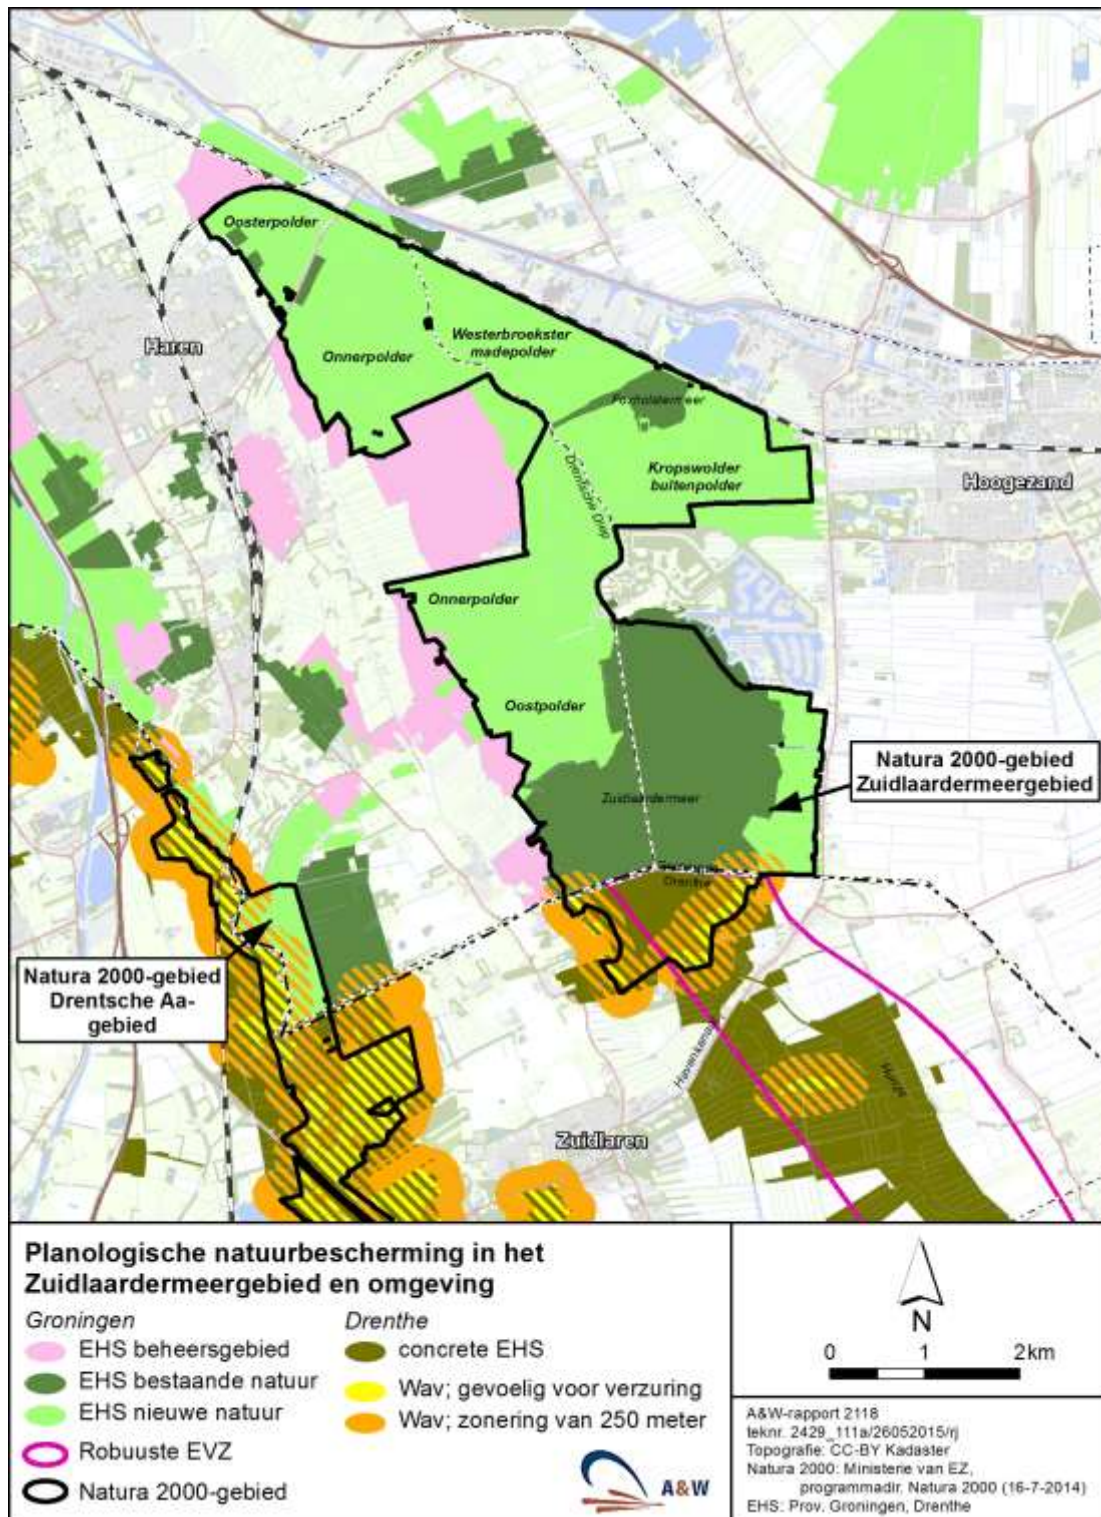 Oosterpolder
Haren
Westerbroekster
madepolder
Onnerpolder
Foxholstermeer
Kropswolder
buitenpolder
Drentsche Diep
Hoogezand
Onnerpolder
Oostpolder
Natura 2000-gebied
Zuidlaardermeergebied
Zuidlaardermeer
Drenthe
Natura 2000-gebied
Drentsche Aa-
gebied
Hunze
Zuidlaren
Planologische natuurbescherming in het
Zuidlaardermeergebied en omgeving
Groningen
EHS beheersgebied
EHS bestaande natuur
EHS nieuwe natuur
Robuuste EVZ
Natura 2000-gebied
Drenthe
concrete EHS
Wav; gevoelig voor verzuring
Wav; zonering van 250 meter
A&W
N
0 1 2km
A&W-rapport 2118
teknr. 2429_111a/26052015/rj
Topografie: CC-BY Kadaster
Natura 2000: Ministerie van EZ,
programmadir. Natura 2000 (16-7-2014)
EHS: Prov. Groningen, Drenthe